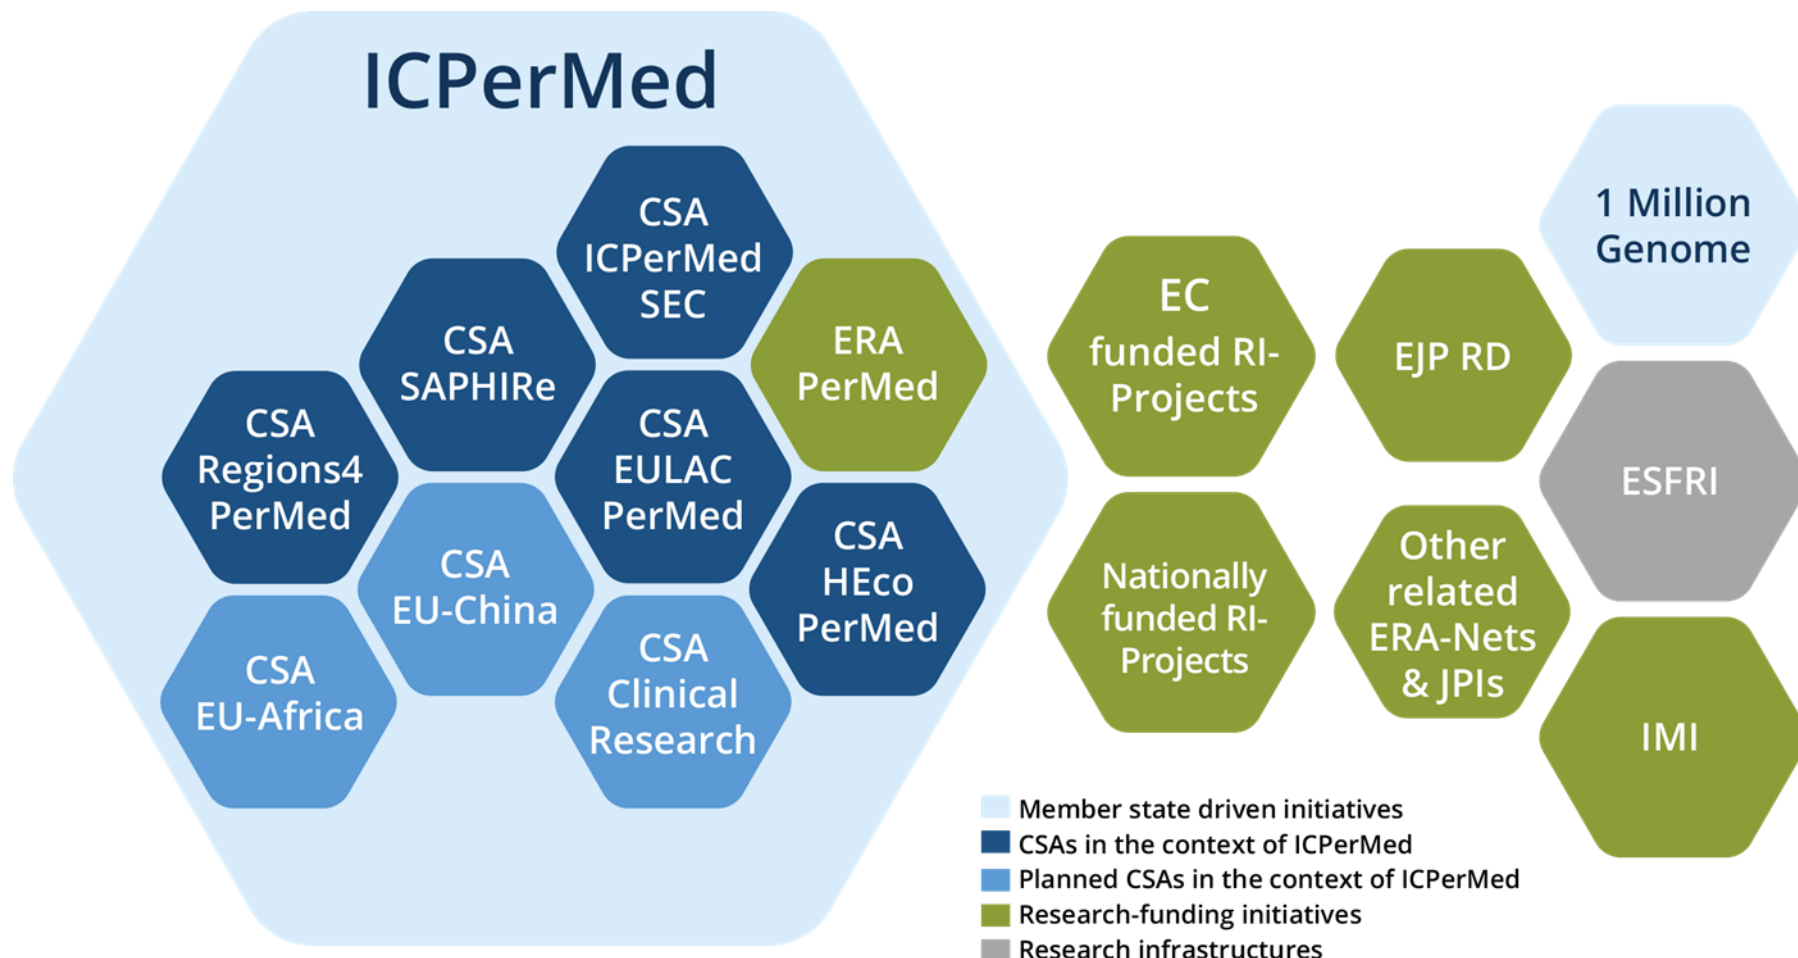 ICPerMed
CSA
ICPerMed
SEC
CSA
SAPHIRe
ERA
PerMed
CSA
Regions4
PerMed
CSA
EULAC
PerMed
CSA
HEco
PerMed
CSA
EU-China
CSA
EU-Africa
CSA
Clinical
Research
EC
funded RI-
Projects
EJP RD
1 Million
Genome
ESFRI
Nationally
funded RI-
Projects
Other
related
ERA-Nets
& JPIs
IMI
Member state driven initiatives
CSAs in the context of ICPerMed
Planned CSAs in the context of ICPerMed
Research-funding initiatives
Research infrastructures